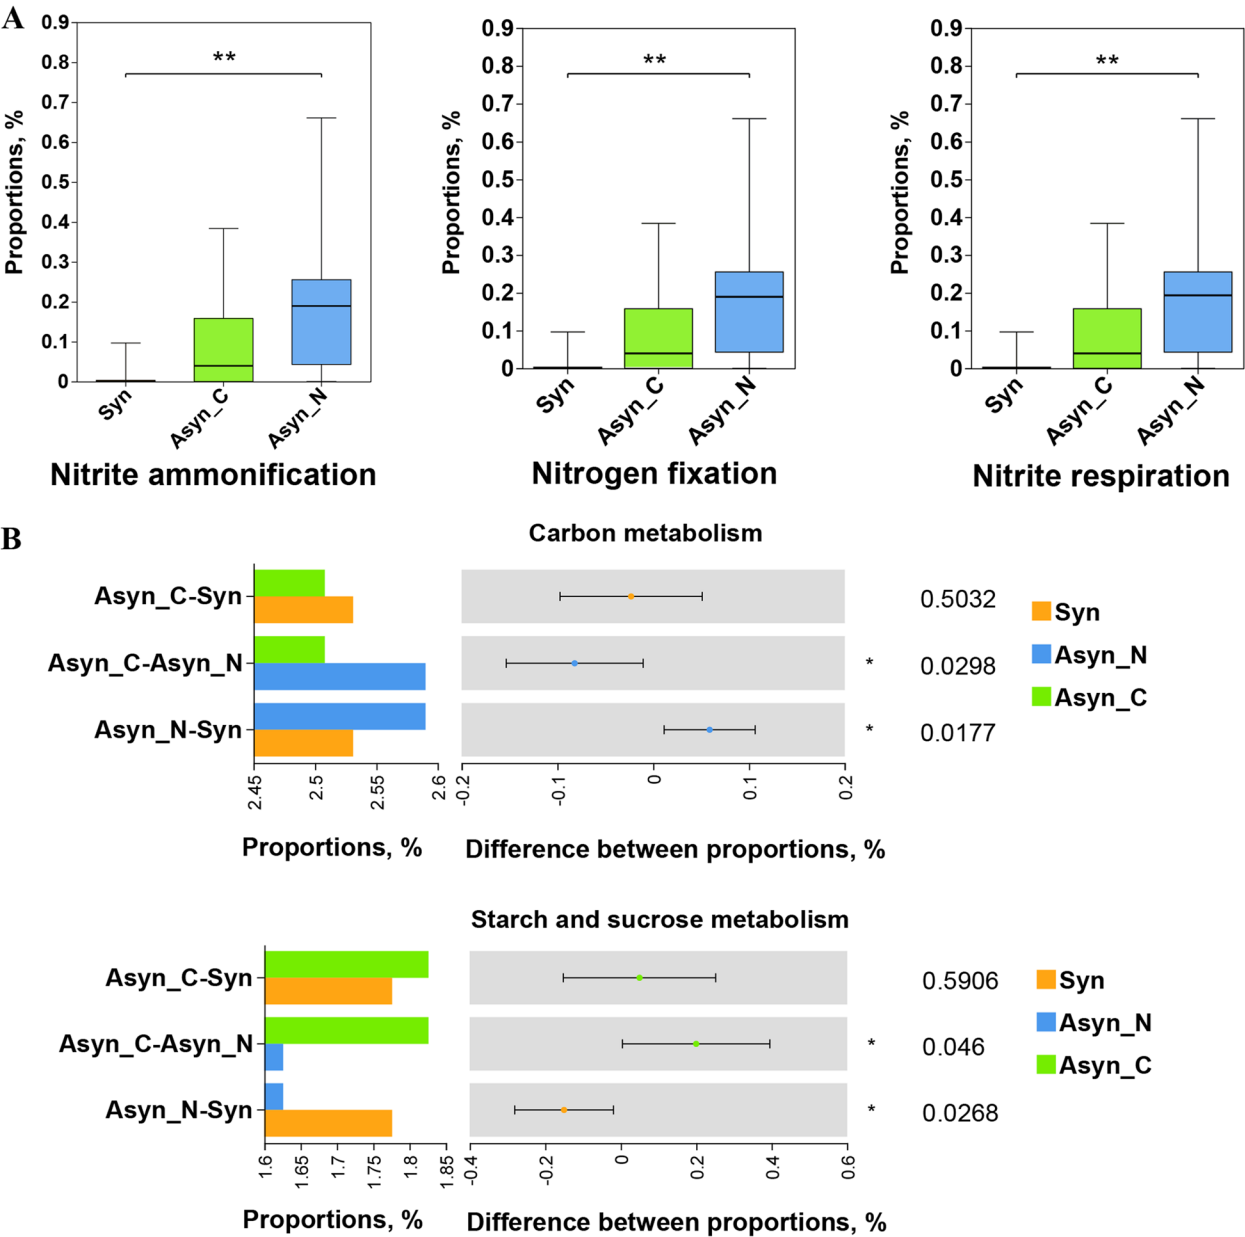 A
0.9
0.8
0.7
0.6
0.5
0.4
0.3
0.2
0.1
0
Proportions, %
**
Syn
Asyn_C
Asyn_N
Nitrite ammonification
0.9
0.8
0.7
0.6
0.5
0.4
0.3
0.2
0.1
0
Proportions, %
**
Syn
Asyn_C
Asyn_N
Nitrogen fixation
0.9
0.8
0.7
0.6
0.5
0.4
0.3
0.2
0.1
0
Proportions, %
**
Syn
Asyn_C
Asyn_N
Nitrite respiration
B
Carbon metabolism
Asyn_C-Syn
0.5032
Asyn_C-Asyn_N
* 0.0298
Asyn_N-Syn
* 0.0177
Syn
Asyn_N
Asyn_C
2.45 2.5 2.55 2.6
-0.2 -0.1 0 0.1 0.2
Proportions, %
Difference between proportions, %
Starch and sucrose metabolism
Asyn_C-Syn
0.5906
Asyn_C-Asyn_N
* 0.046
Asyn_N-Syn
* 0.0268
Syn
Asyn_N
Asyn_C
1.6 1.65 1.7 1.75 1.8 1.85
-0.4 -0.2 0 0.2 0.4 0.6
Proportions, %
Difference between proportions, %